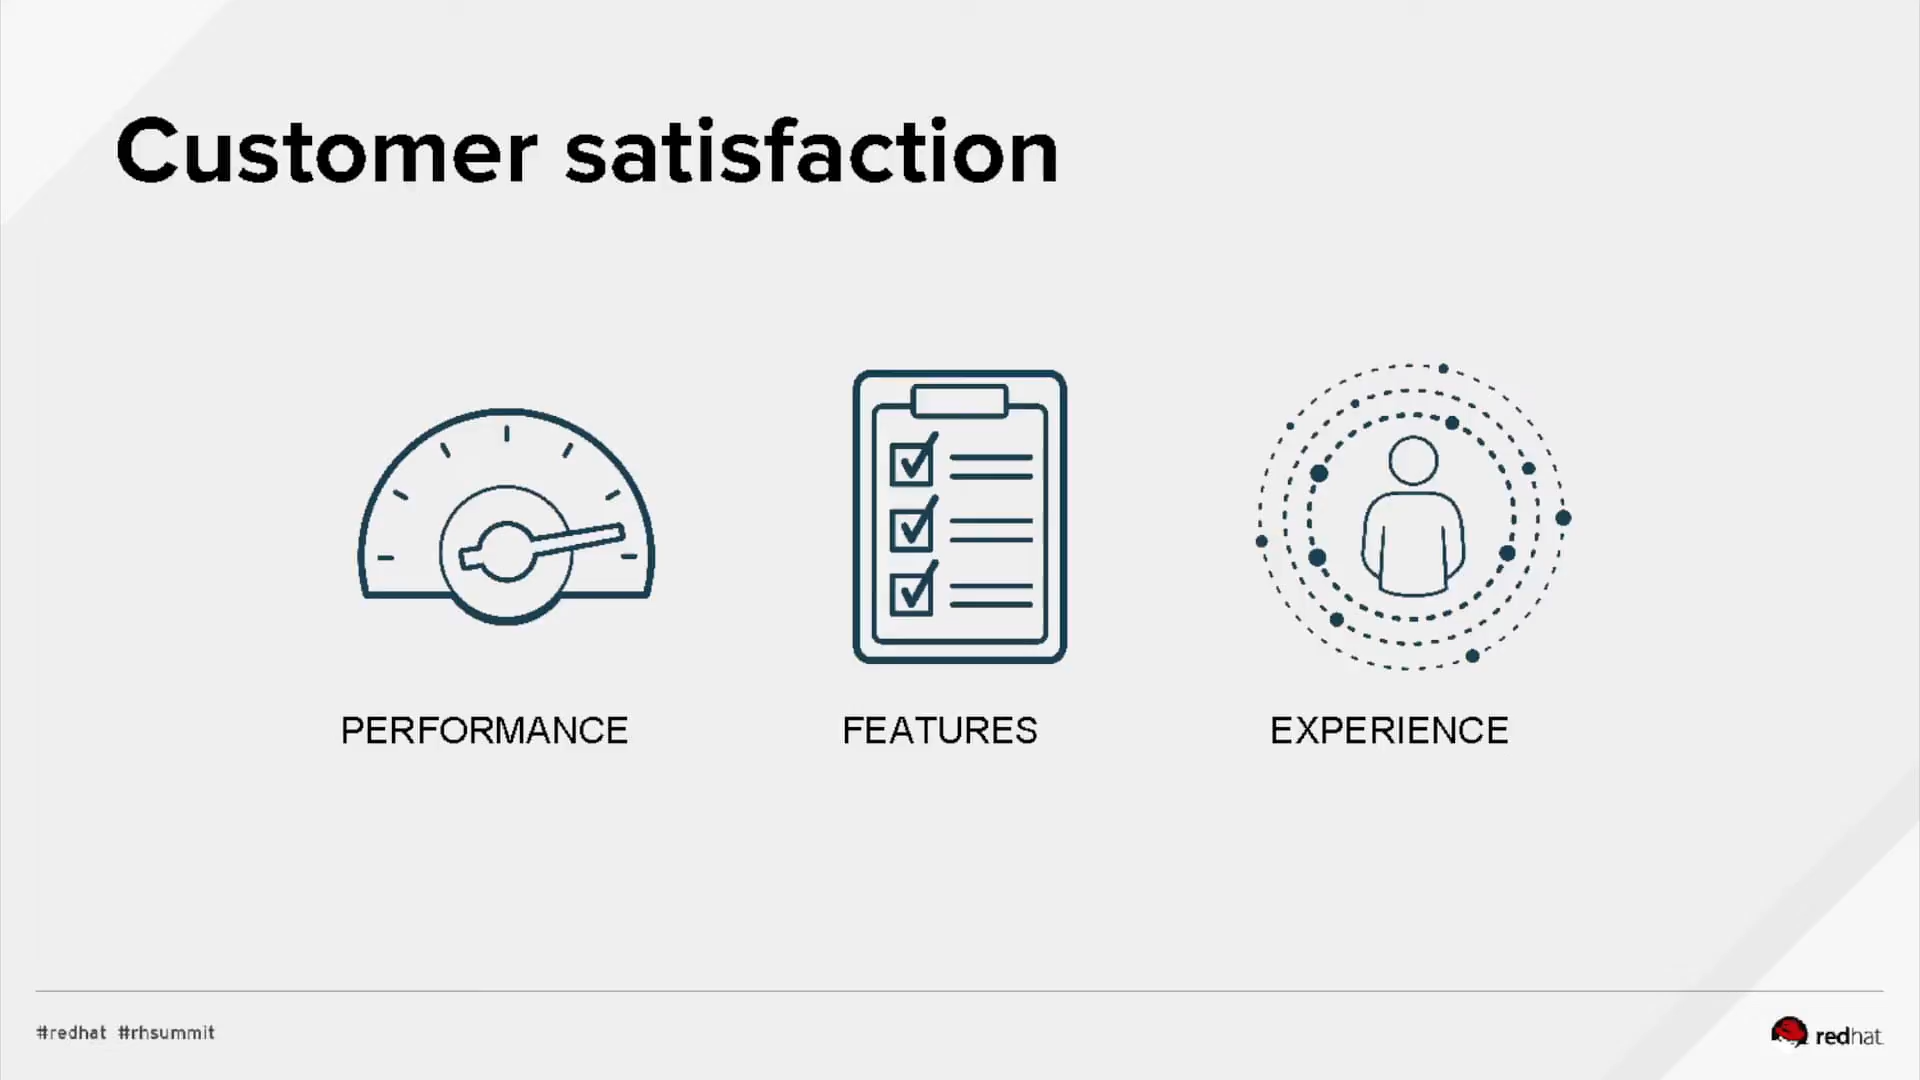 Customer satisfaction
PERFORMANCE
FEATURES
EXPERIENCE
#redhat #rhsummit
redhat